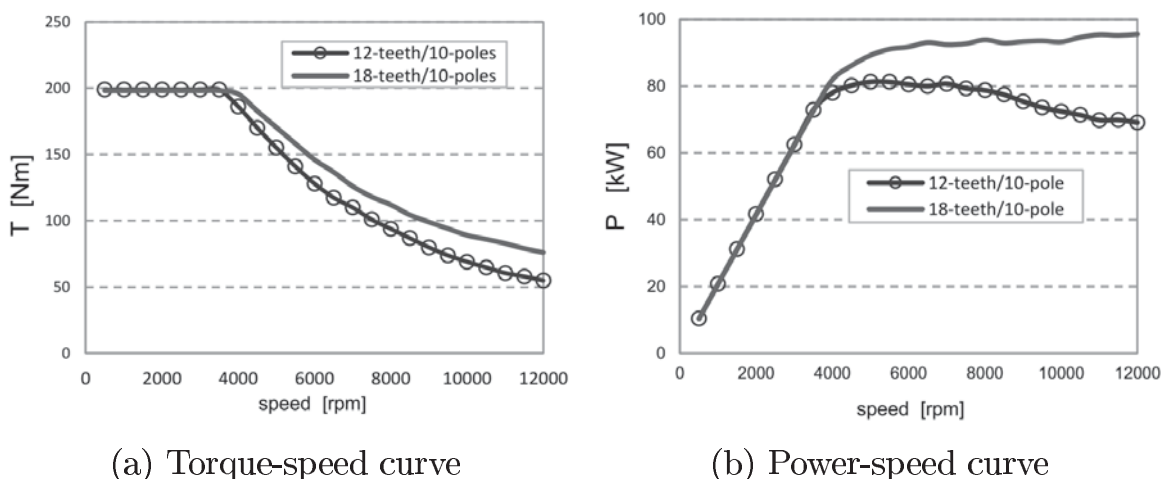 250
200
150
100
50
0
T [Nm]
12-teeth/10-poles
18-teeth/10-poles
0 2000 4000 6000 8000 10000 12000
speed [rpm]
(a) Torque-speed curve
100
80
60
40
20
0
P [kW]
12-teeth/10-pole
18-teeth/10-pole
0 2000 4000 6000 8000 10000 12000
speed [rpm]
(b) Power-speed curve